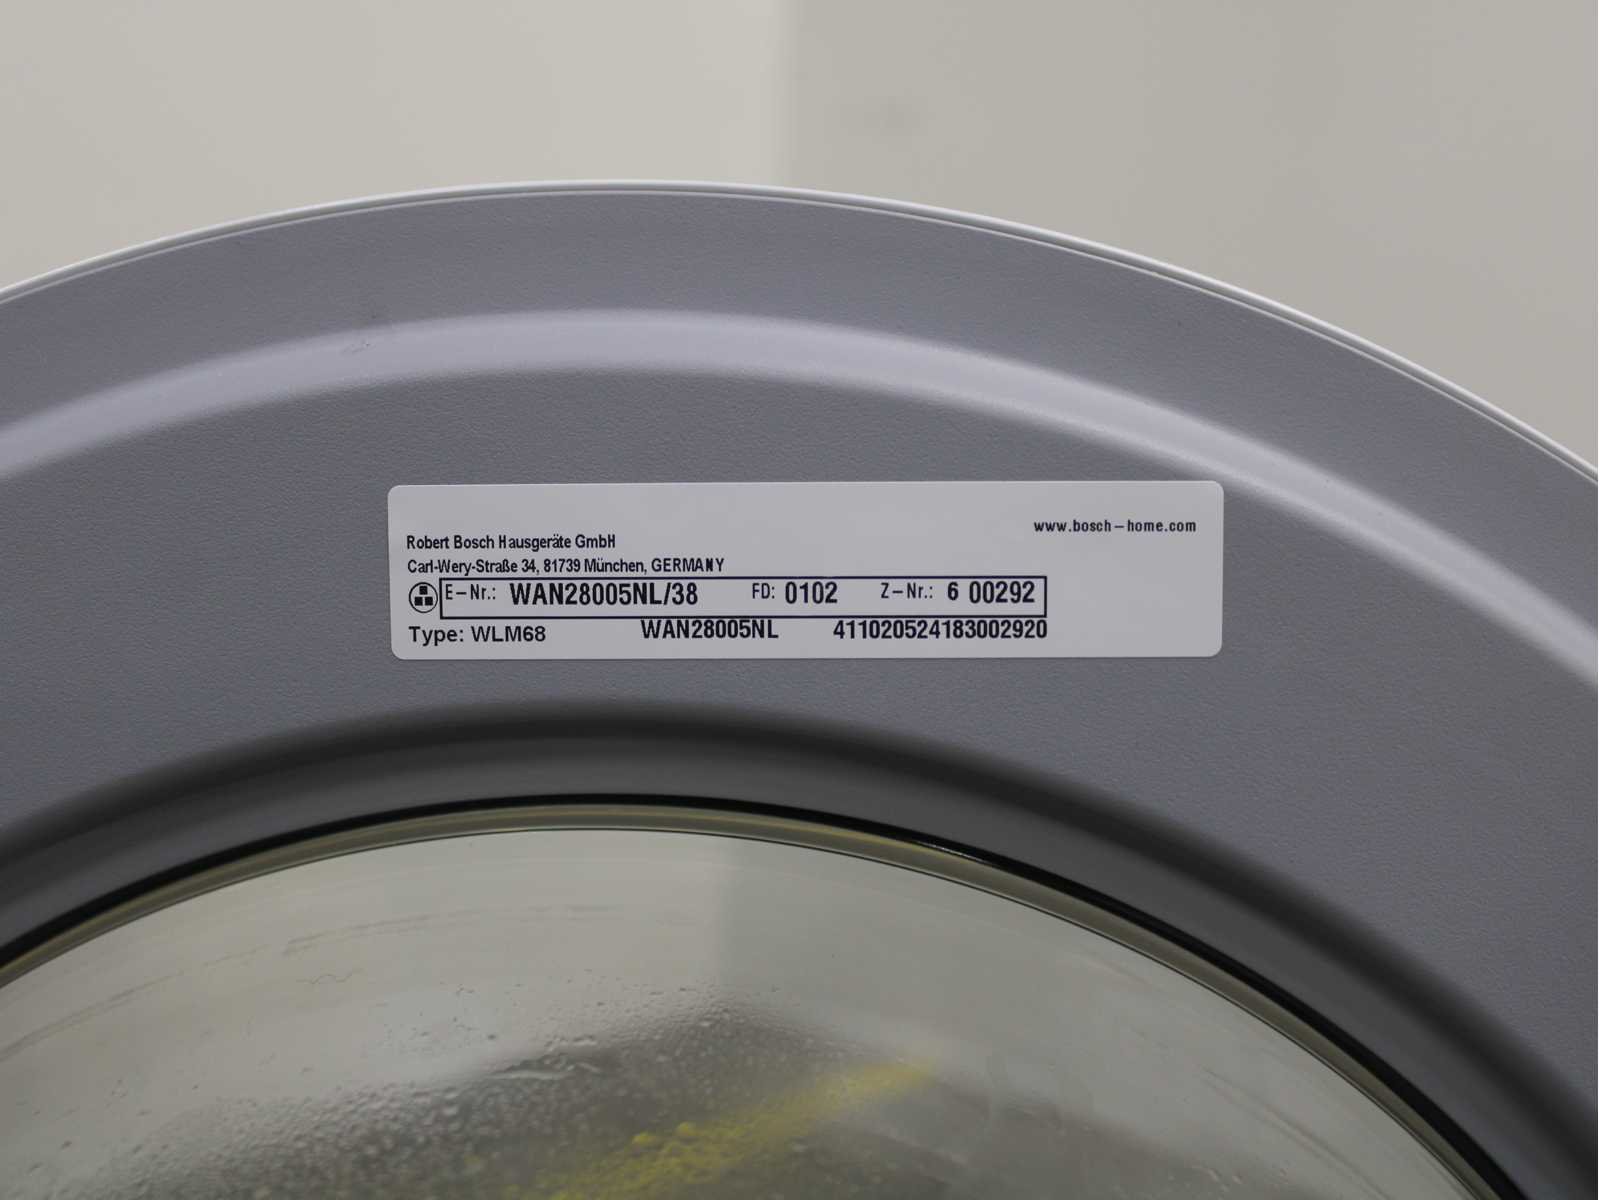 www.bosch-home.com
Robert Bosch Hausgeräte GmbH
Carl-Wery-Straße 34, 81739 München, GERMANY
E-Nr.: WAN28005NL/38 FD: 0102 Z-Nr.: 6 00292
Type: WLM68 WAN28005NL 411020524183002920